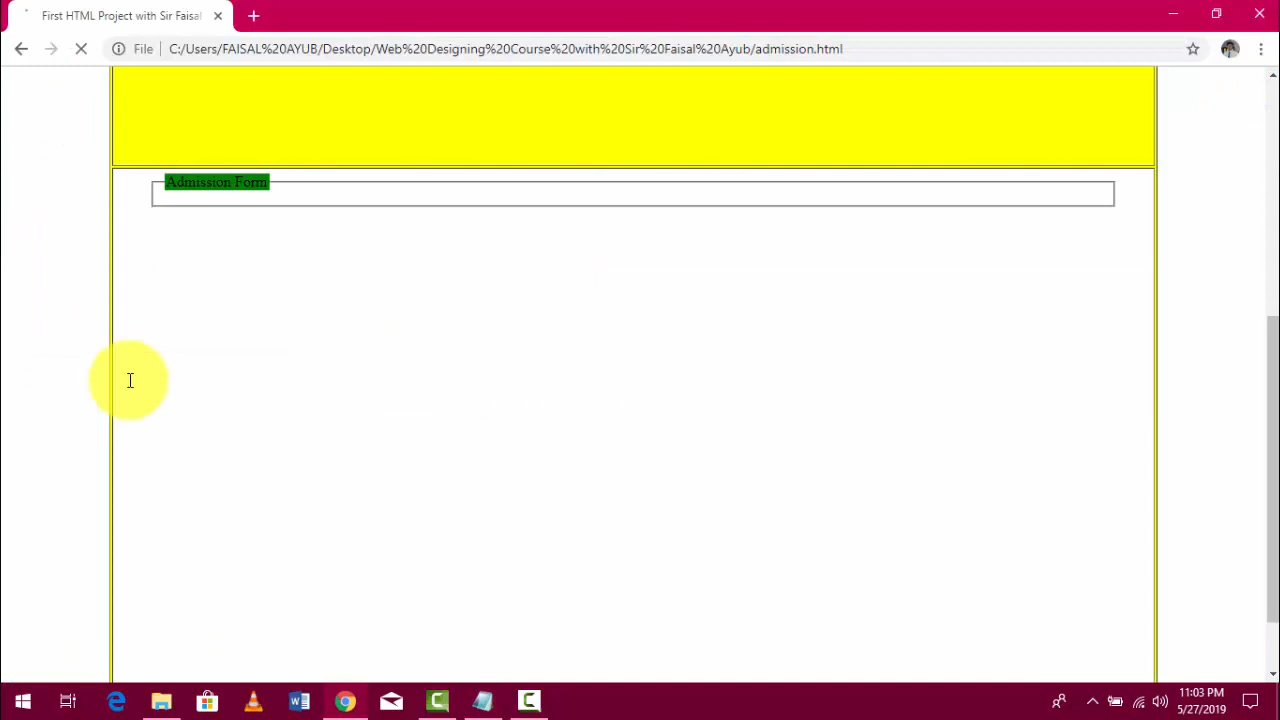 First HTML Project with Sir Faisal
File
C:/Users/FAISAL%20AYUB/Desktop/Web%20Designing%20Course%20with%20Sir%20Faisal%20Ayub/admission.html
Admission Form
11:03 PM
5/27/2019